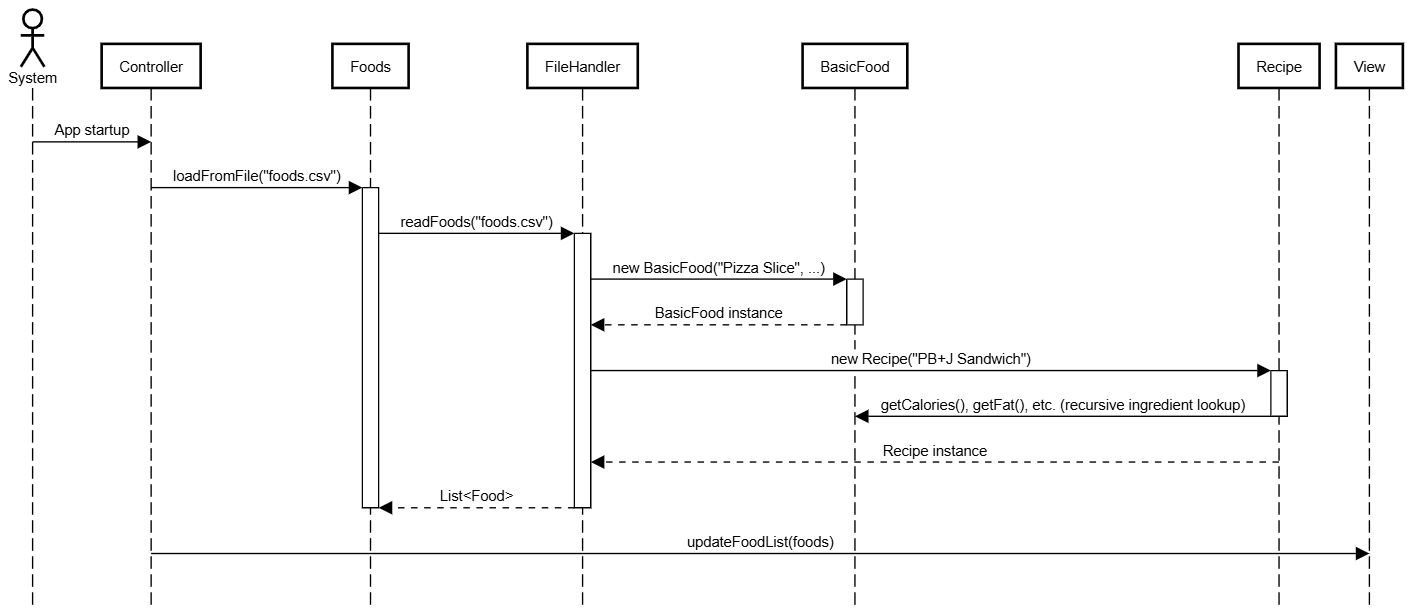 System
Controller
Foods
FileHandler
BasicFood
Recipe
View
App startup
loadFromFile("foods.csv")
readFoods("foods.csv")
new BasicFood("Pizza Slice", ...)
BasicFood instance
new Recipe("PB+J Sandwich")
getCalories(), getFat(), etc. (recursive ingredient lookup)
Recipe instance
List<Food>
updateFoodList(foods)